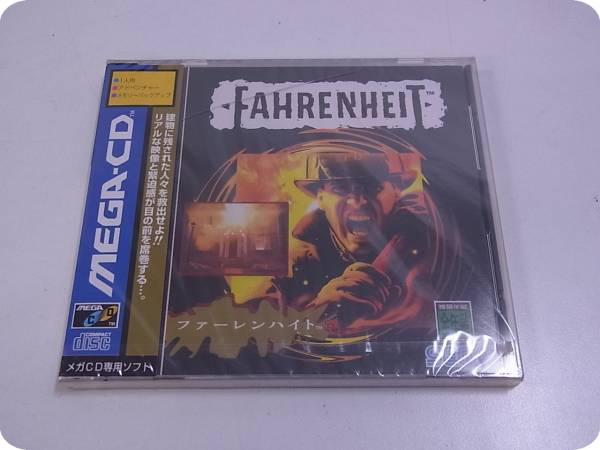 1人用
アドベンチャー
メモリーバックアップ
MEGA-CD™
建物に残された人々を救出せよ!!
リアルな映像と緊迫感が目の前を席巻する…。
MEGA
CD™
COMPACT
disc
メガCD専用ソフト
FAHRENHEIT™
ファーレンハイト